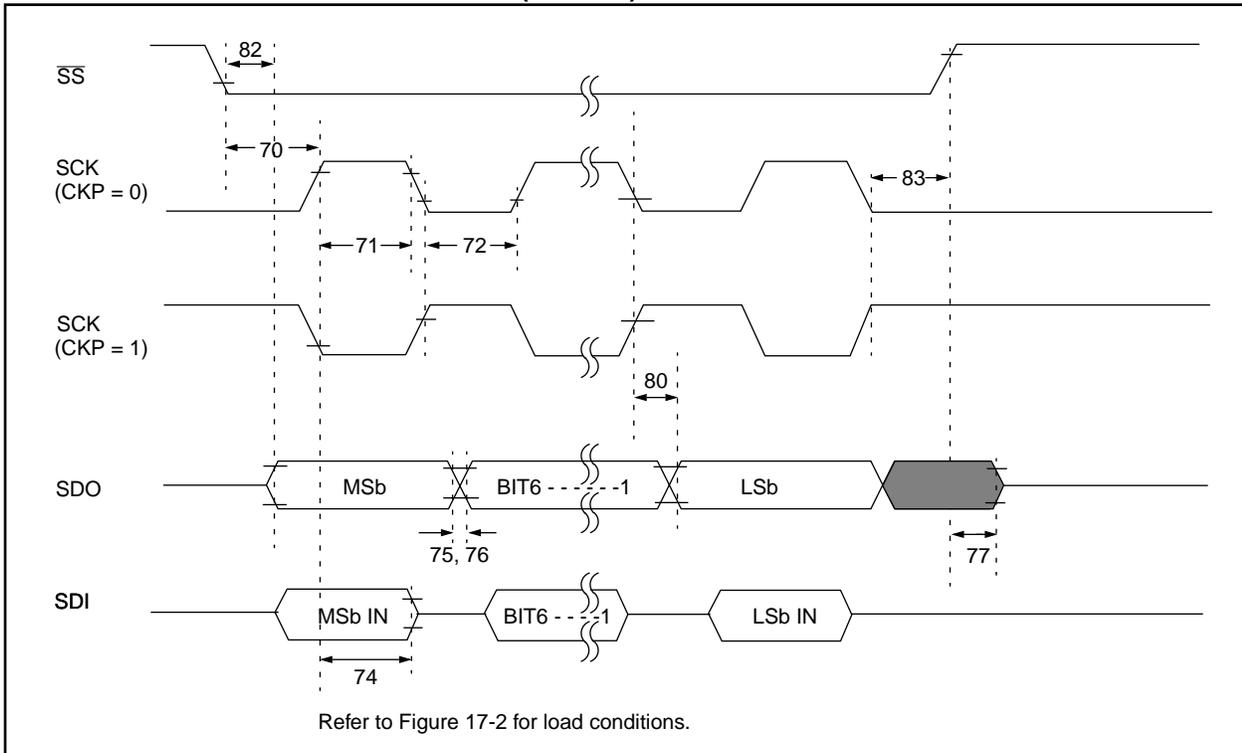 82
SS
70
SCK
(CKP = 0)
83
71
72
SCK
(CKP = 1)
80
SDO
MSb
BIT6 - - - - - -1
LSb
75, 76
77
SDI
MSb IN
BIT6 - - - -1
LSb IN
74
Refer to Figure 17-2 for load conditions.